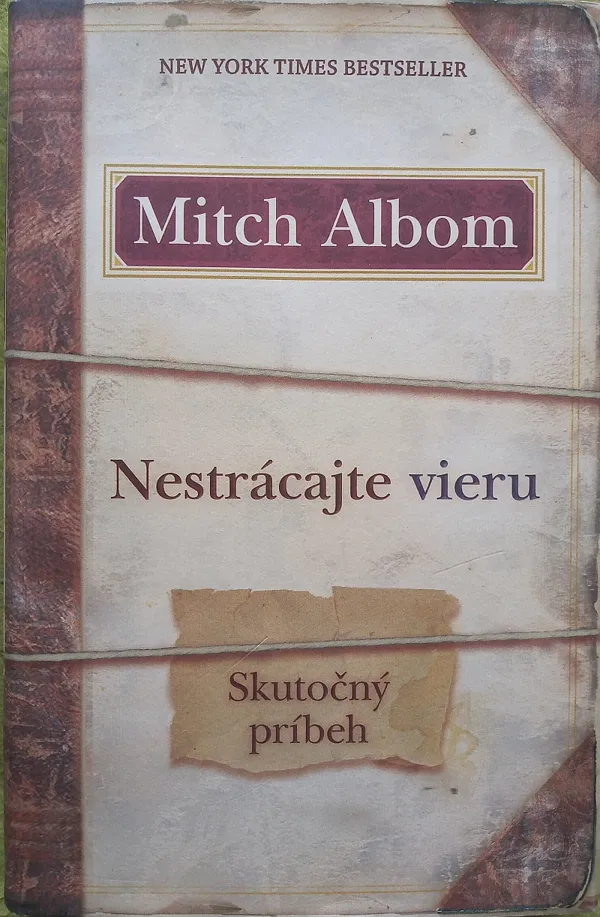 NEW YORK TIMES BESTSELLER
Mitch Albom
Nestrácajte vieru
Skutočný
príbeh